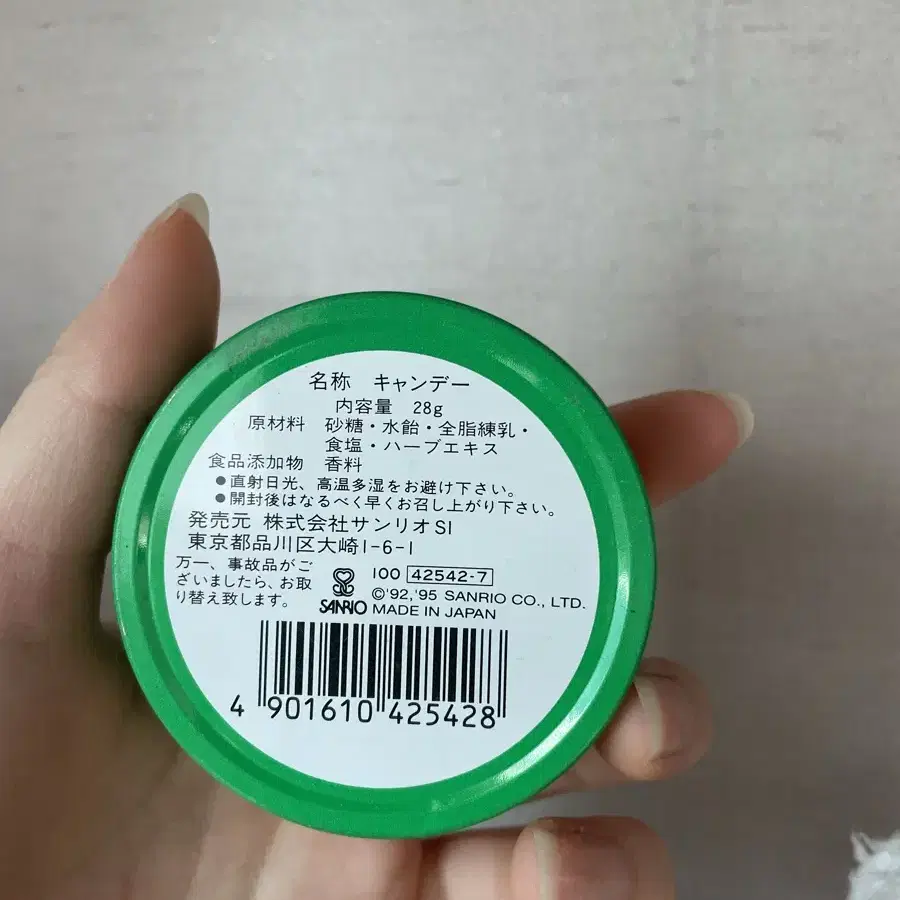 名称 キャンデー
内容量 28g
原材料 砂糖・水飴・全脂練乳・
食塩・ハーブエキス
食品添加物 香料
●直射日光、高温多湿をお避け下さい。
●開封後はなるべく早くお召し上がり下さい。
発売元 株式会社サンリオSI
東京都品川区大崎1-6-1
万一、事故品がご
ざいましたら、お取
り替え致します。
SANRIO
100 42542-7
©'92,'95 SANRIO CO., LTD.
MADE IN JAPAN
4 901610 425428